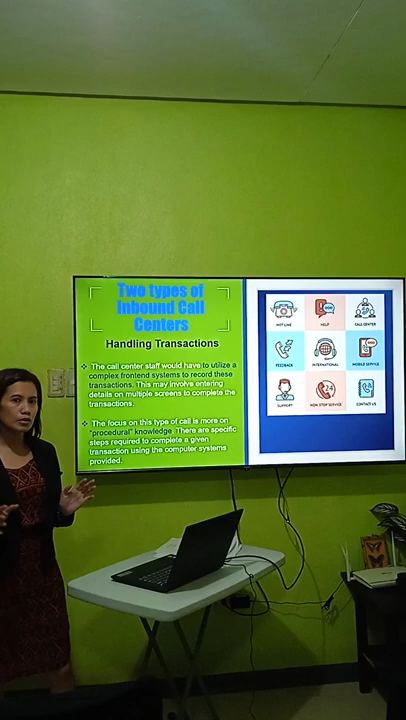 Two types of
Inbound Call
Centers
Handling Transactions
The call center staff would have to utilize a
complex frontend systems to record these
transactions. This may involve entering
details on multiple screens to complete the
transactions.
The focus on this type of call is more on
"procedural" knowledge. There are specific
steps required to complete a given
transaction using the computer systems
provided.
HOTLINE
HELP
CALL CENTER
FEEDBACK
INTERNATIONAL
MOBILE SERVICE
SUPPORT
24
NON STOP SERVICE
CONTACT US